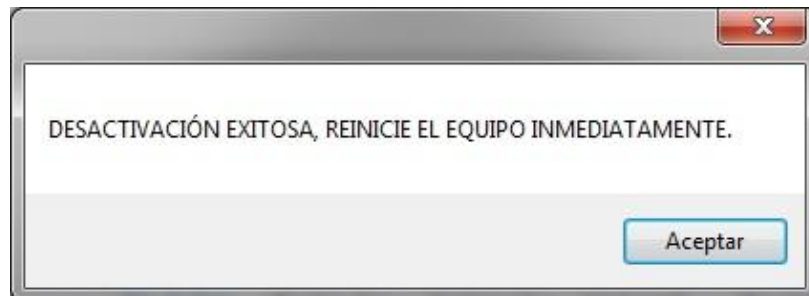 DESACTIVACIÓN EXITOSA, REINICIE EL EQUIPO INMEDIATAMENTE.
Aceptar